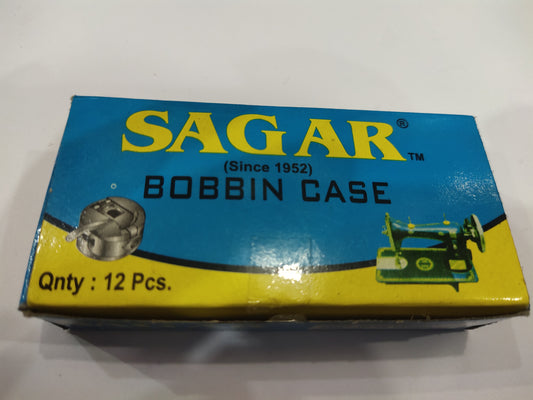 SAGAR® ™
(Since 1952)
BOBBIN CASE
Qnty : 12 Pcs.